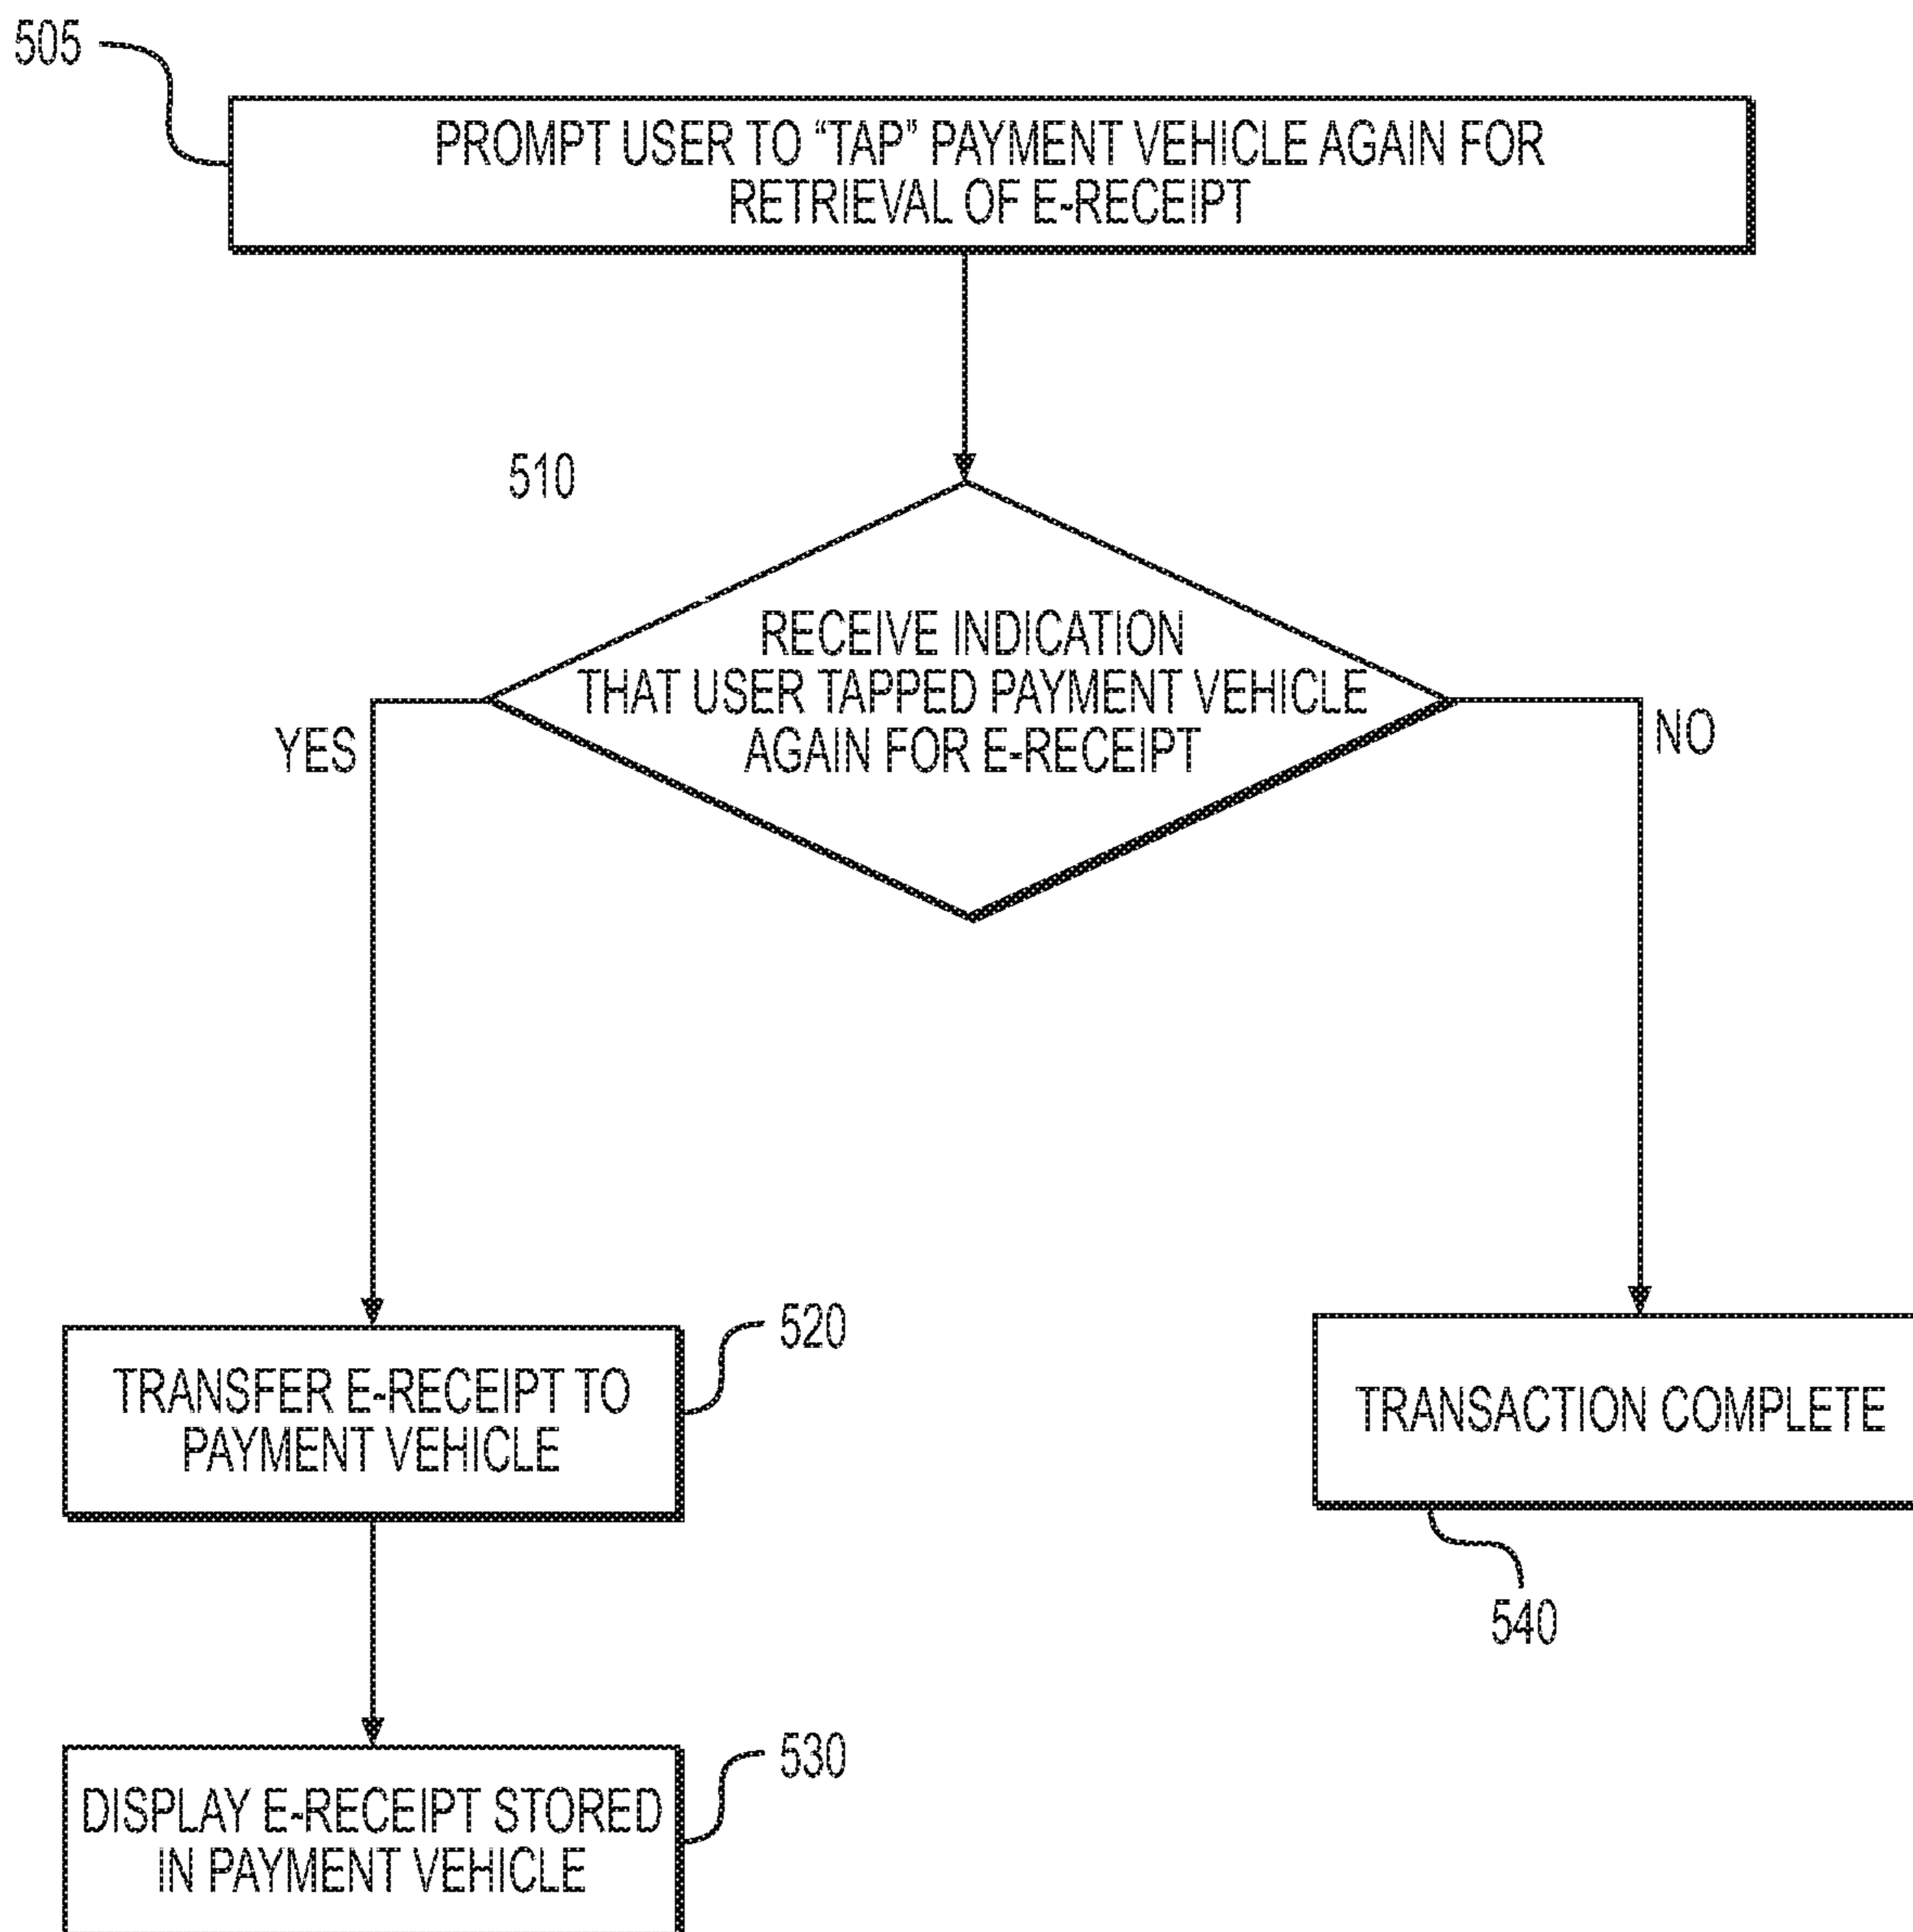 505
PROMPT USER TO “TAP” PAYMENT VEHICLE AGAIN FOR
RETRIEVAL OF E-RECEIPT
510
RECEIVE INDICATION
THAT USER TAPPED PAYMENT VEHICLE
AGAIN FOR E-RECEIPT
YES
NO
520
TRANSFER E-RECEIPT TO
PAYMENT VEHICLE
TRANSACTION COMPLETE
540
530
DISPLAY E-RECEIPT STORED
IN PAYMENT VEHICLE